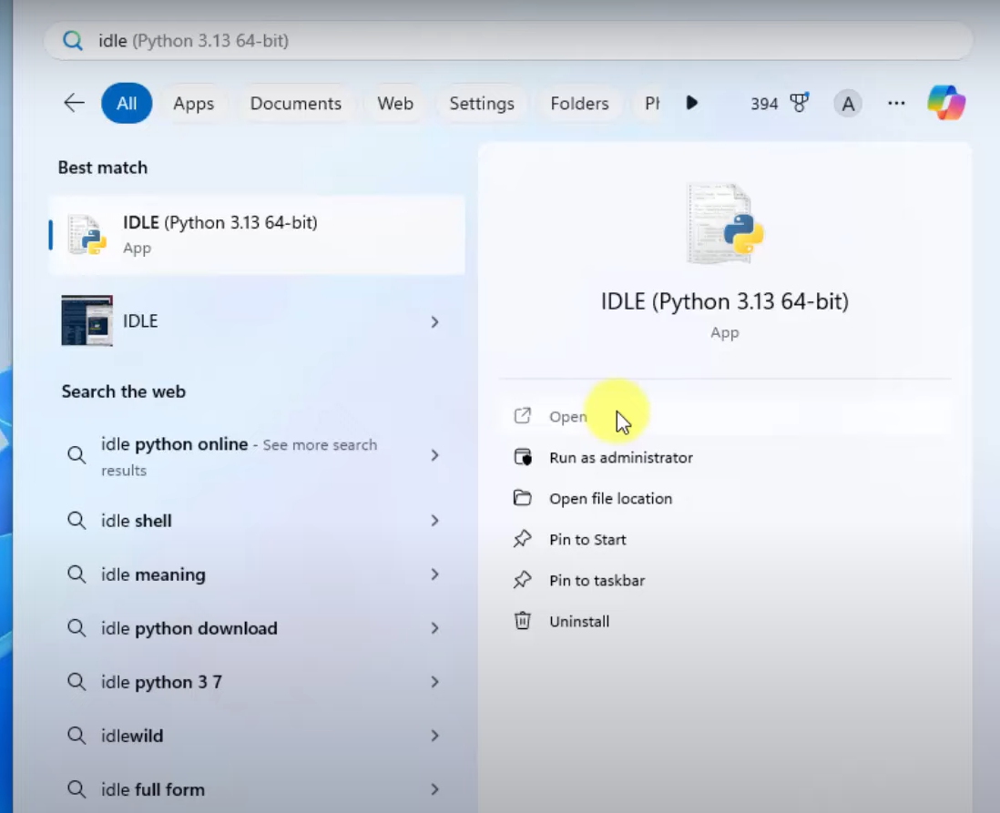 idle (Python 3.13 64-bit)
All Apps Documents Web Settings Folders 394 A
Best match
IDLE (Python 3.13 64-bit)
App
IDLE
Search the web
idle python online - See more search
results
idle shell
idle meaning
idle python download
idle python 3 7
idlewild
idle full form
IDLE (Python 3.13 64-bit)
App
Open
Run as administrator
Open file location
Pin to Start
Pin to taskbar
Uninstall